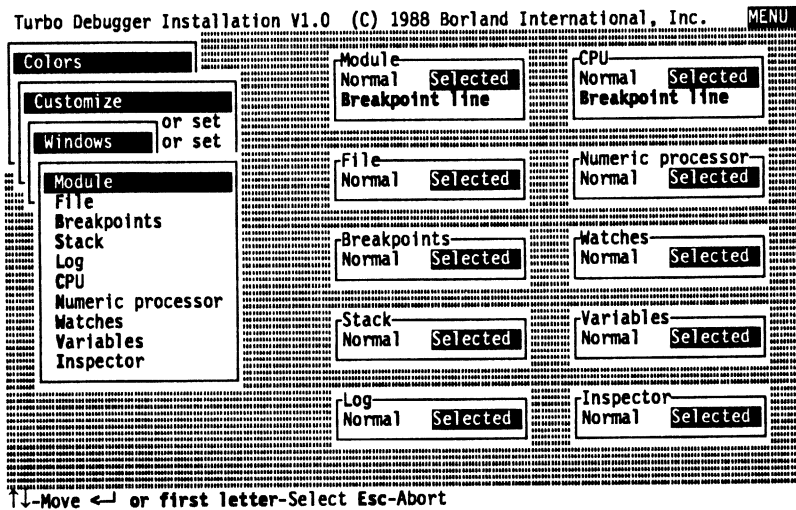 Turbo Debugger Installation V1.0 (C) 1988 Borland International, Inc. MENU
Colors
Customize
or set
Windows
or set
Module
File
Breakpoints
Stack
Log
CPU
Numeric processor
Watches
Variables
Inspector
Module
Normal Selected
Breakpoint line
CPU
Normal Selected
Breakpoint line
File
Normal Selected
Numeric processor
Normal Selected
Breakpoints
Normal Selected
Watches
Normal Selected
Stack
Normal Selected
Variables
Normal Selected
Log
Normal Selected
Inspector
Normal Selected
↑↓-Move ↵ or first letter-Select Esc-Abort